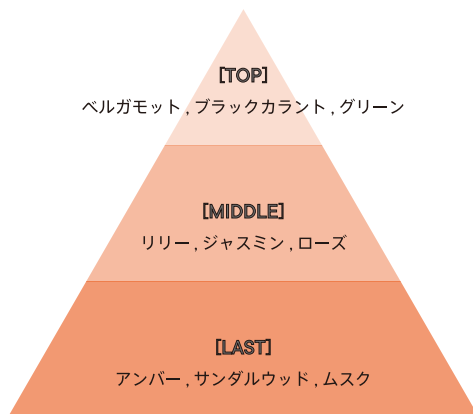 [TOP]
ベルガモット , ブラックカラント , グリーン
[MIDDLE]
リリー , ジャスミン , ローズ
[LAST]
アンバー , サンダルウッド , ムスク